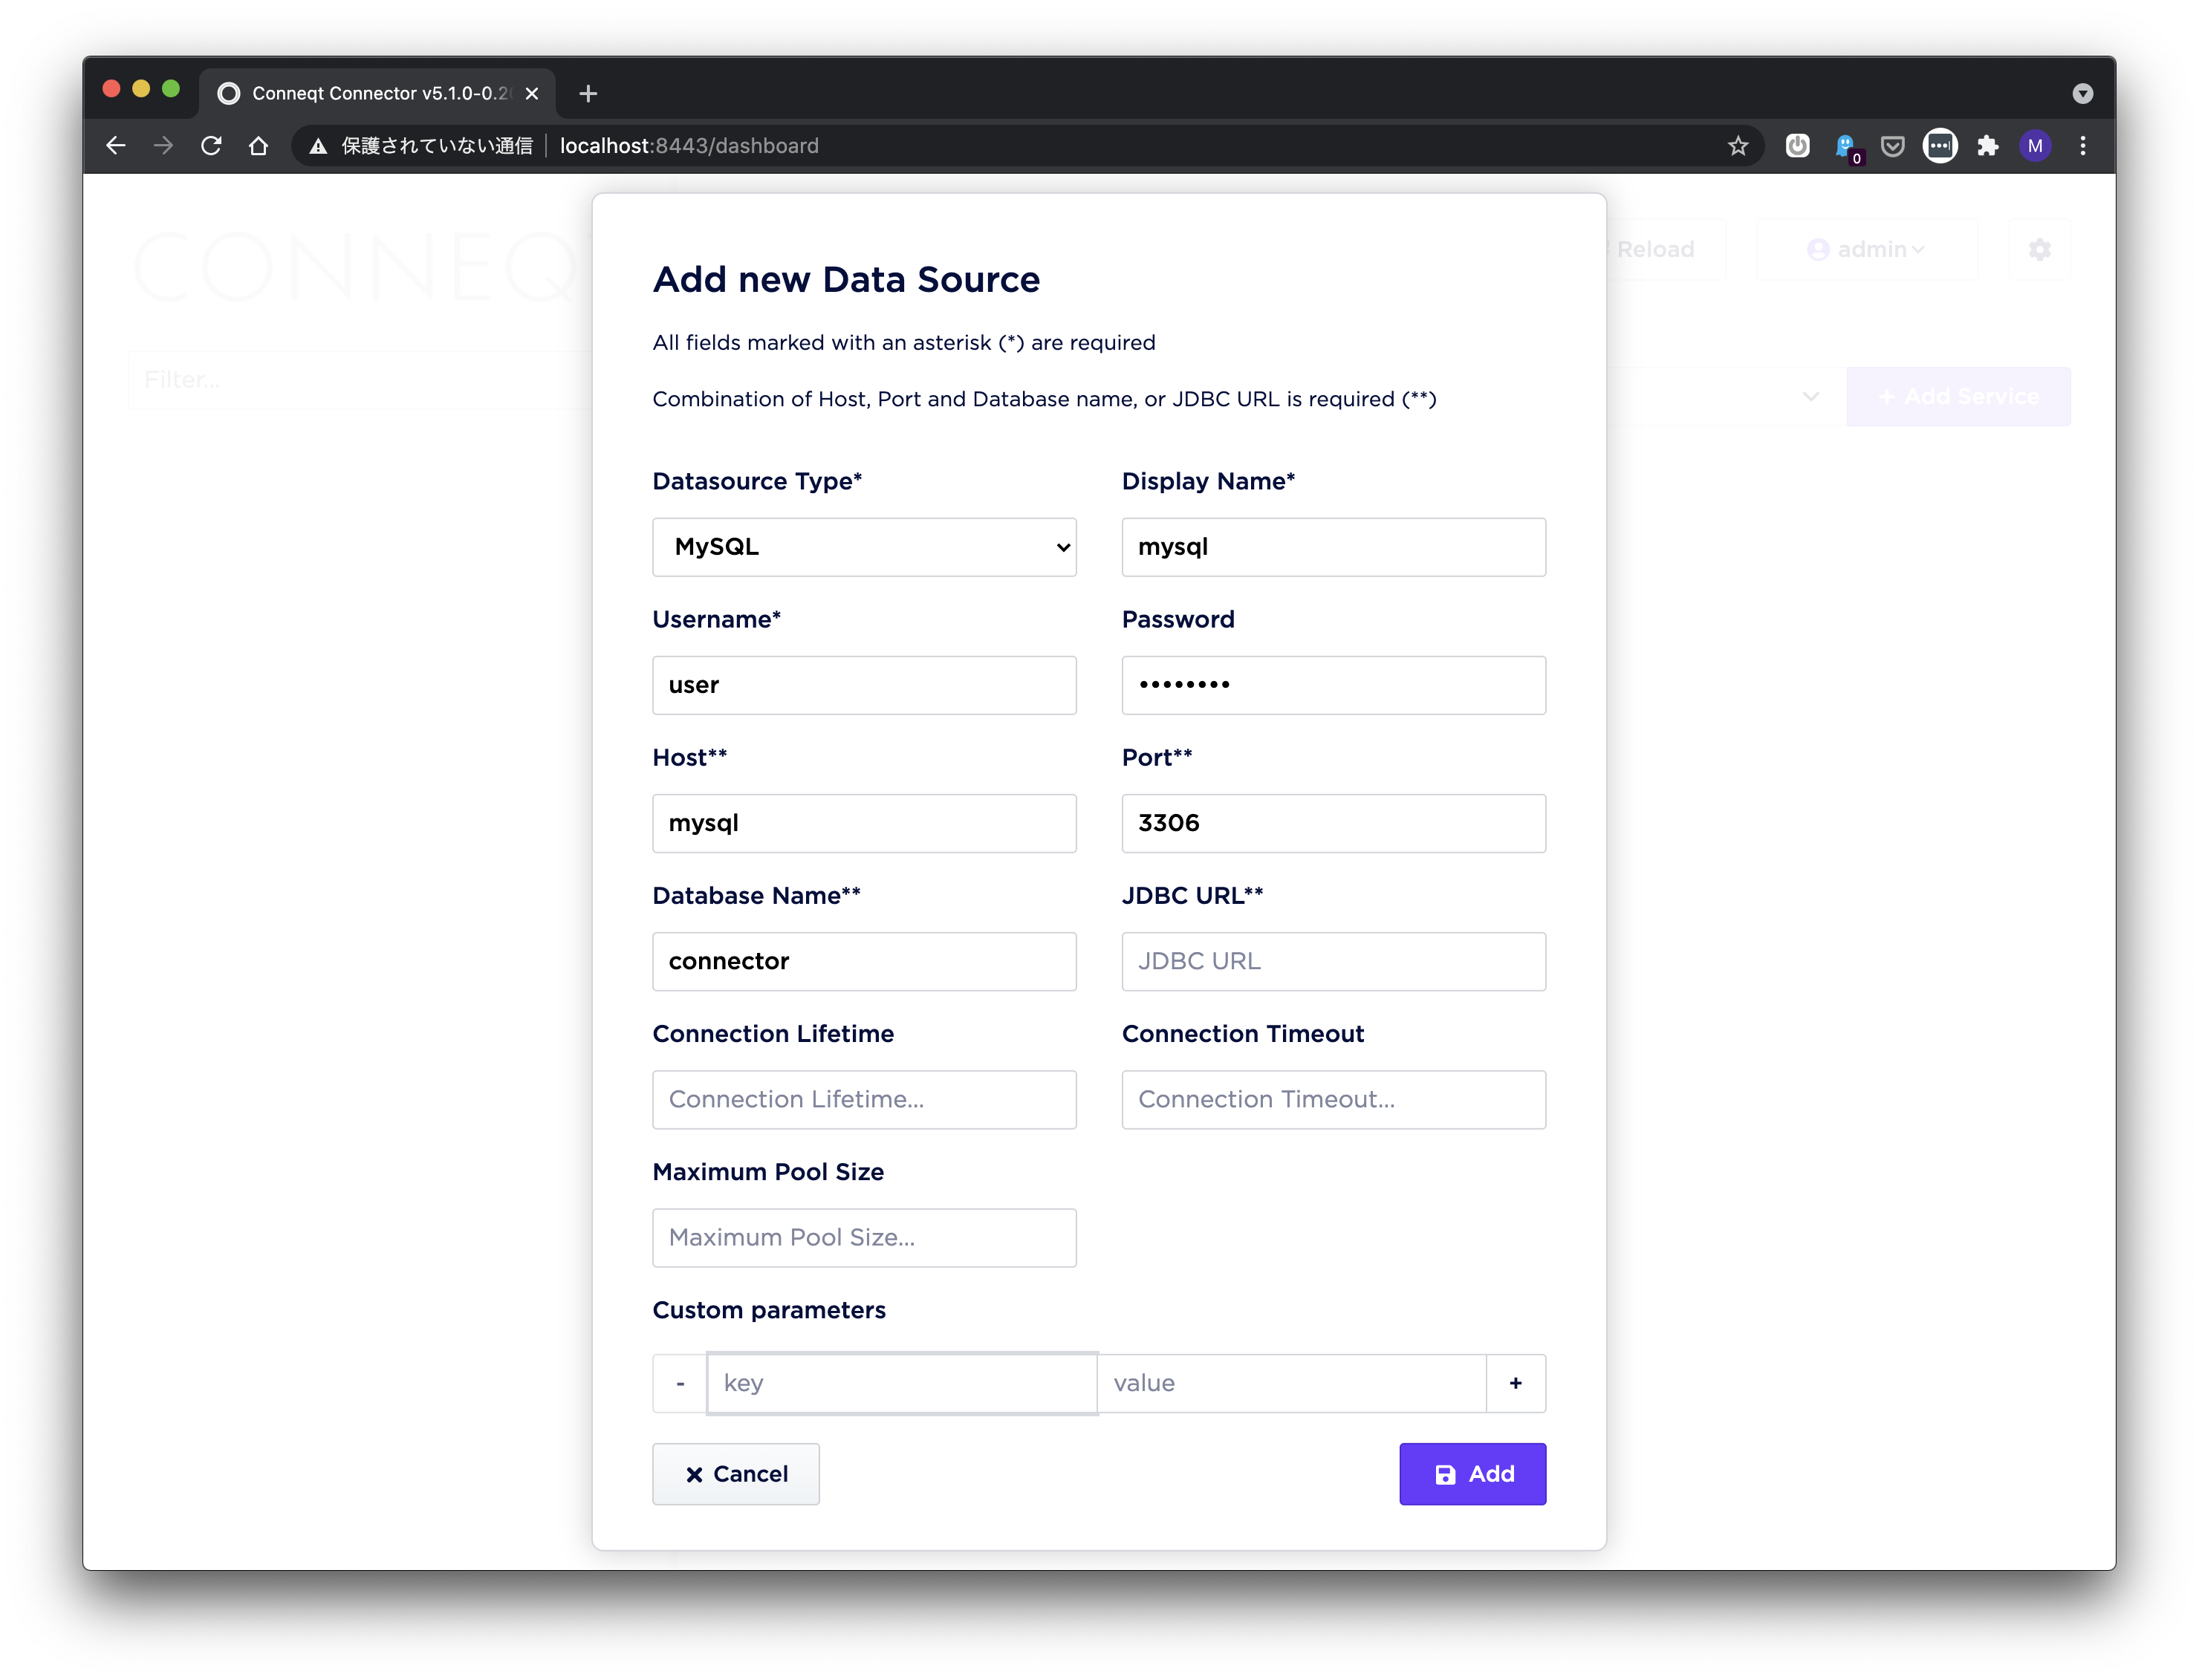 Conneqt Connector v5.1.0-0.20
保護されていない通信 localhost:8443/dashboard
0
M
CONNEQ
Reload
admin
Filter...
+ Add Service
Add new Data Source
All fields marked with an asterisk (*) are required
Combination of Host, Port and Database name, or JDBC URL is required (**)
Datasource Type*
Display Name*
MySQL
mysql
Username*
Password
user
••••••••
Host**
Port**
mysql
3306
Database Name**
JDBC URL**
connector
JDBC URL
Connection Lifetime
Connection Timeout
Connection Lifetime...
Connection Timeout...
Maximum Pool Size
Maximum Pool Size...
Custom parameters
- key value +
Cancel
Add